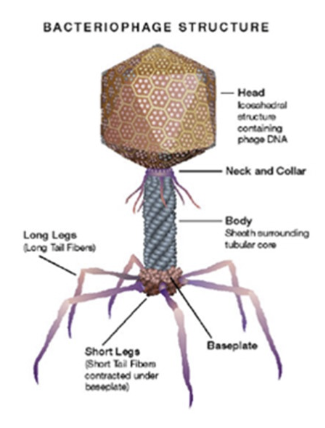 BACTERIOPHAGE STRUCTURE
Head
Icosahedral
structure
containing
phage DNA
Neck and Collar
Body
Sheath surrounding
tubular core
Long Legs
(Long Tail Fibers)
Short Legs
(Short Tail Fibers
contracted under
baseplate)
Baseplate